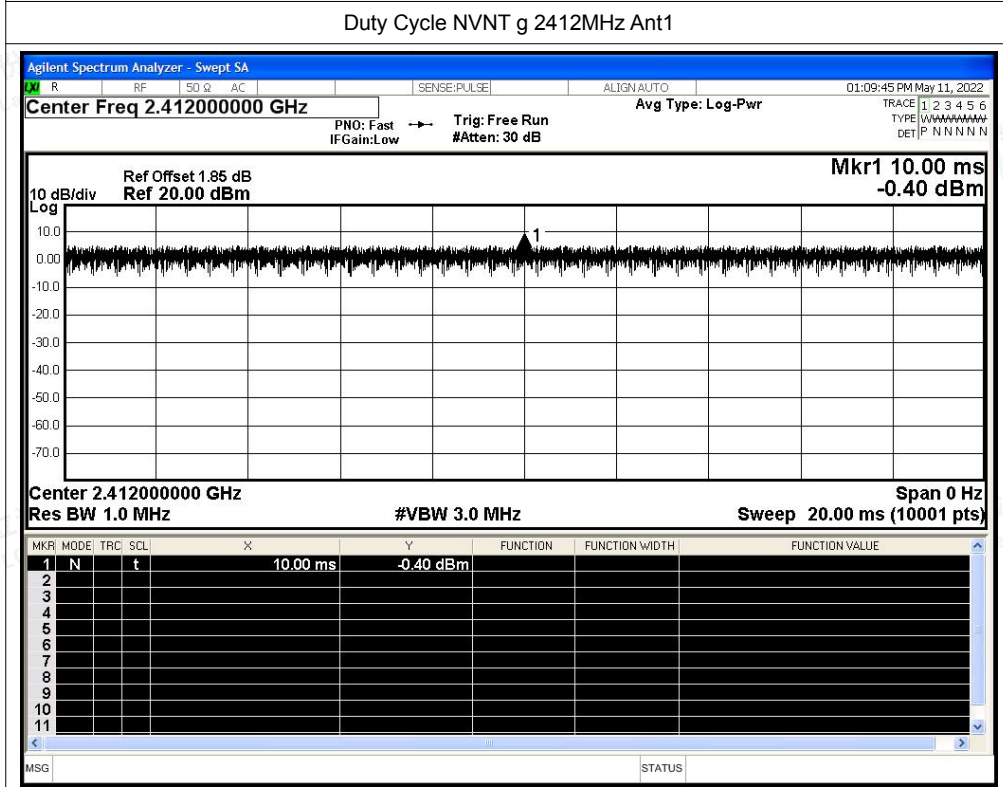 Duty Cycle NVNT g 2412MHz Ant1
Agilent Spectrum Analyzer - Swept SA
LXI R RF 50 Ω AC SENSE:PULSE ALIGN AUTO 01:09:45 PM May 11, 2022
Center Freq 2.412000000 GHz Avg Type: Log-Pwr TRACE 1 2 3 4 5 6
PNO: Fast Trig: Free Run TYPE WWWWWW
IFGain:Low #Atten: 30 dB DET P N N N N N
Mkr1 10.00 ms
Ref Offset 1.85 dB
10 dB/div Ref 20.00 dBm -0.40 dBm
Log
10.0
1
0.00
-10.0
-20.0
-30.0
-40.0
-50.0
-60.0
-70.0
Center 2.412000000 GHz Span 0 Hz
Res BW 1.0 MHz #VBW 3.0 MHz Sweep 20.00 ms (10001 pts)
MKR MODE TRC SCL X Y FUNCTION FUNCTION WIDTH FUNCTION VALUE
1 N t 10.00 ms -0.40 dBm
2
3
4
5
6
7
8
9
10
11
MSG STATUS